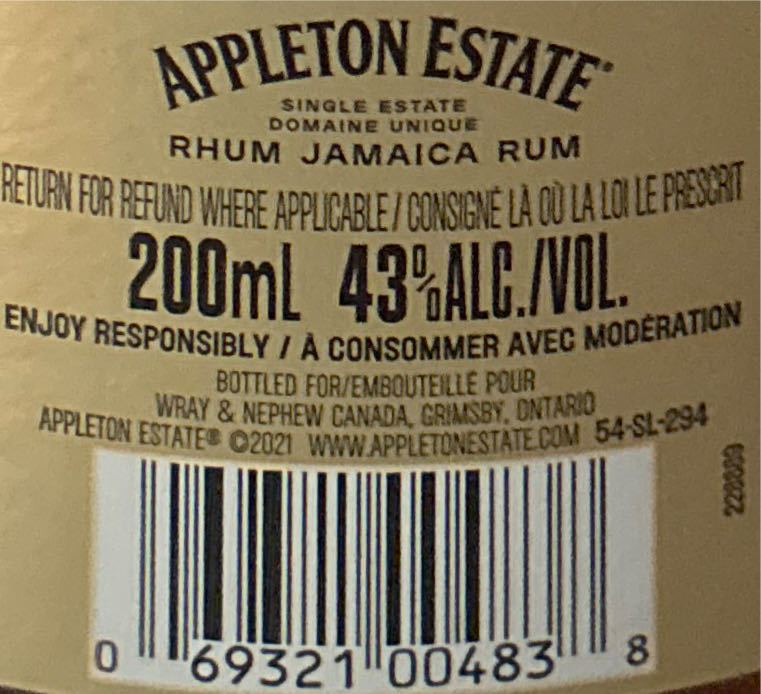 APPLETON ESTATE®
SINGLE ESTATE
DOMAINE UNIQUE
RHUM JAMAICA RUM
RETURN FOR REFUND WHERE APPLICABLE / CONSIGNÉ LÀ OÙ LA LOI LE PRESCRIT
200mL 43%ALC./VOL.
ENJOY RESPONSIBLY / À CONSOMMER AVEC MODÉRATION
BOTTLED FOR/EMBOUTEILLÉ POUR
WRAY & NEPHEW CANADA, GRIMSBY, ONTARIO
APPLETON ESTATE® ©2021 WWW.APPLETONESTATE.COM 54-SL-294
0 69321 00483 8